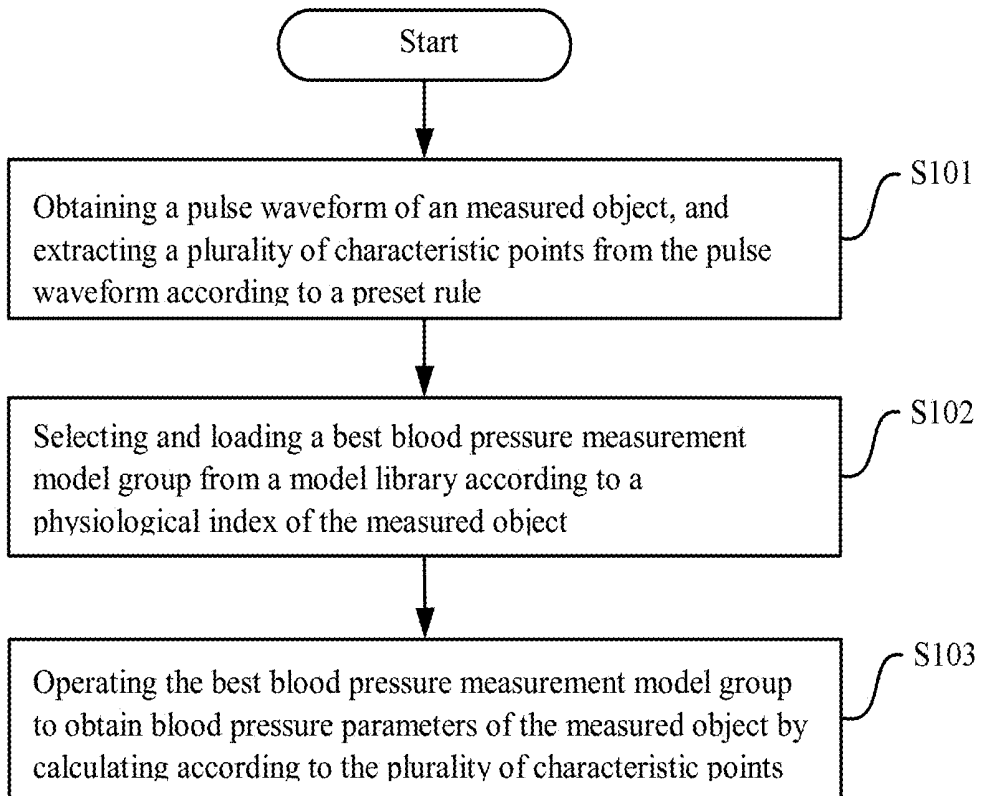 Start
S101
Obtaining a pulse waveform of an measured object, and
extracting a plurality of characteristic points from the pulse
waveform according to a preset rule
S102
Selecting and loading a best blood pressure measurement
model group from a model library according to a
physiological index of the measured object
S103
Operating the best blood pressure measurement model group
to obtain blood pressure parameters of the measured object by
calculating according to the plurality of characteristic points